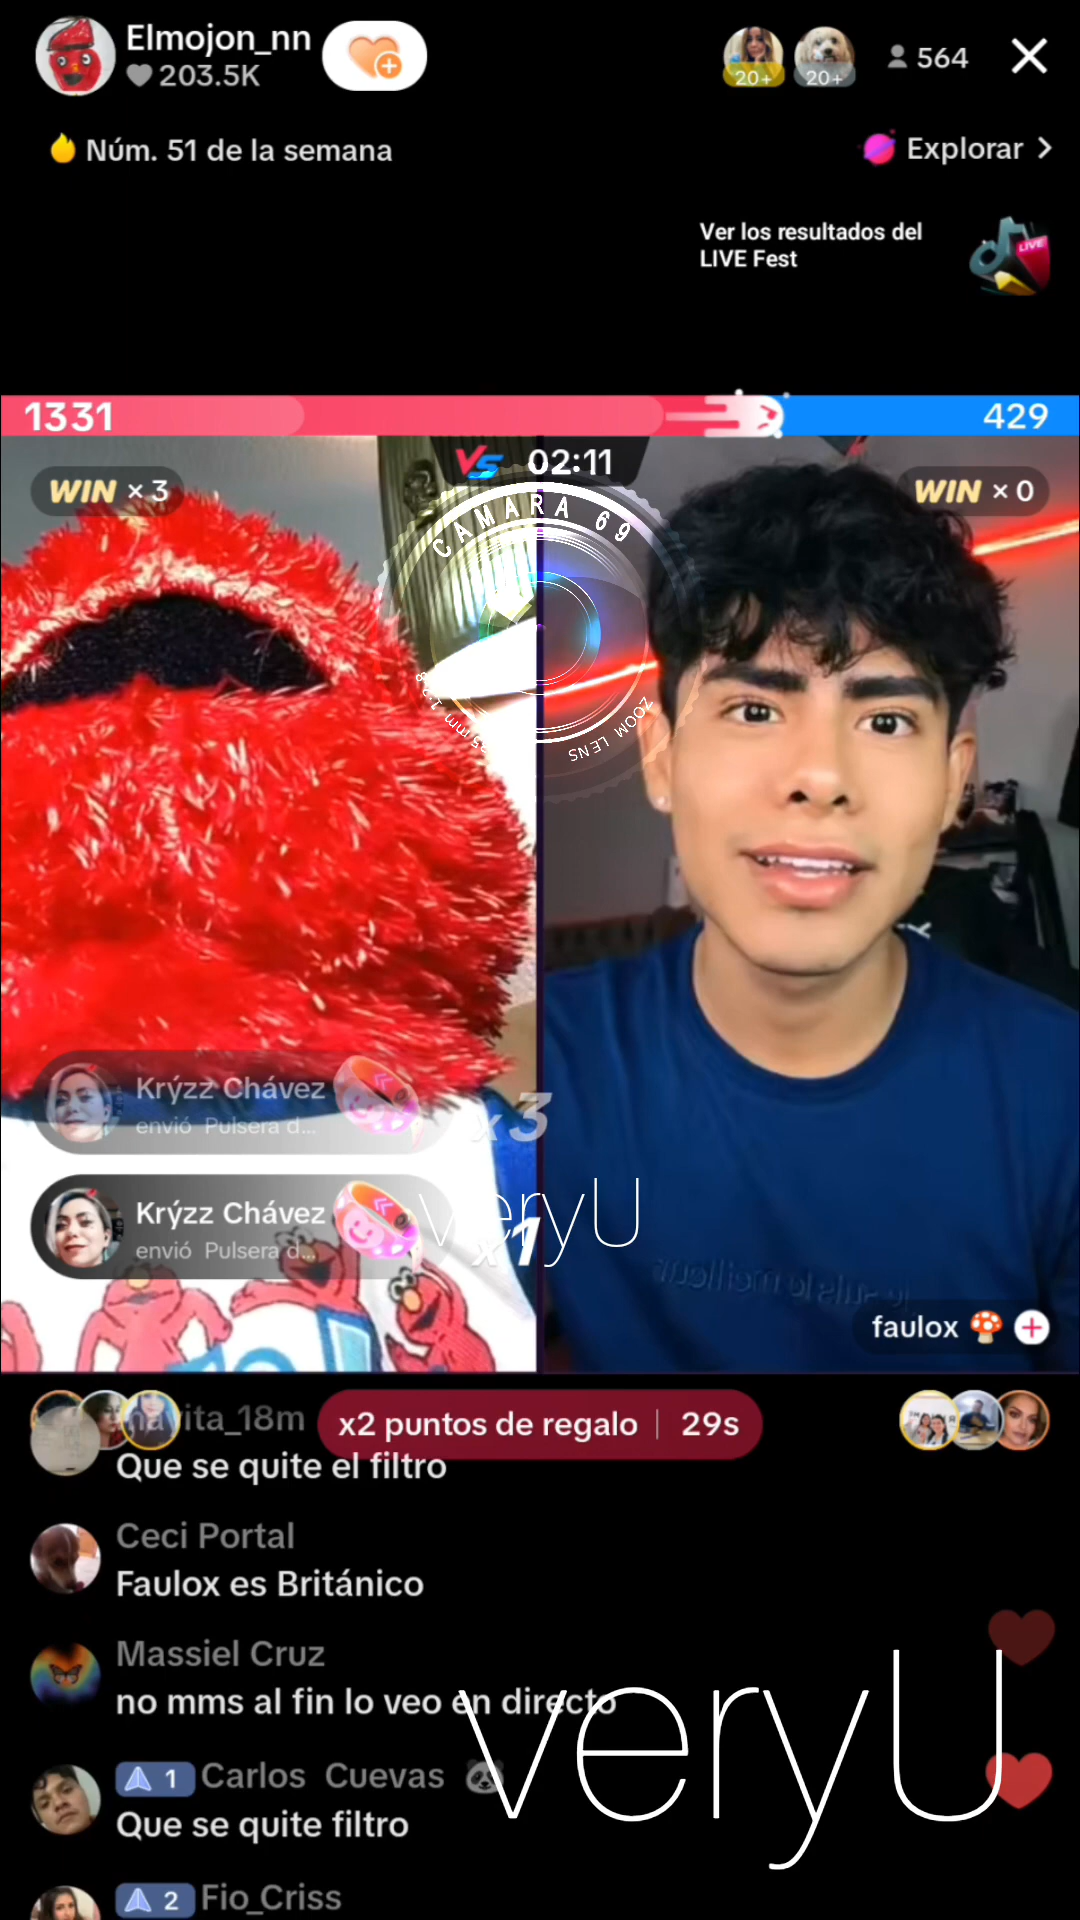 Elmojon_nn
203.5K
20+
20+
564
Núm. 51 de la semana
Explorar
Ver los resultados del
LIVE Fest
LIVE
1331
429
VS 02:11
WIN × 3
WIN × 0
CAMARA 69
ZOOM LENS
Krýzz Chávez
envió Pulsera d...
x3
Krýzz Chávez
envió Pulsera d...
x1
veryU
faulox
x2 puntos de regalo
29s
Que se quite el filtro
Ceci Portal
Faulox es Británico
Massiel Cruz
no mms al fin lo veo en directo
veryU
1 Carlos Cuevas
Que se quite filtro
2 Fio_Criss